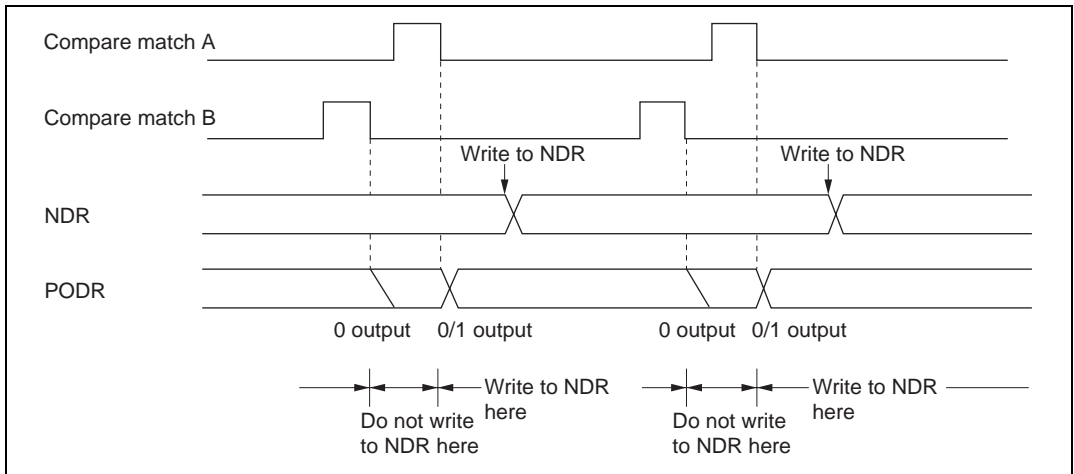 Compare match A
Compare match B
Write to NDR
Write to NDR
NDR
PODR
0 output
0/1 output
0 output
0/1 output
Write to NDR
here
Do not write
to NDR here
Write to NDR
here
Do not write
to NDR here